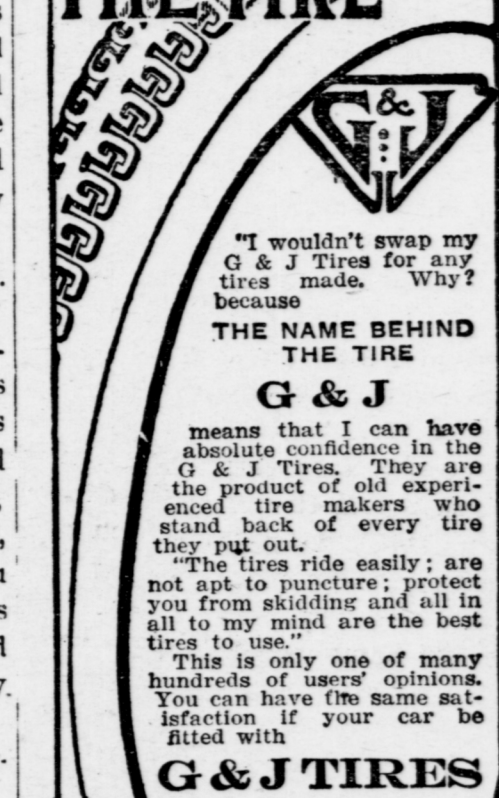 THE TIRE
G & J
"I wouldn't swap my
G & J Tires for any
tires made. Why?
because
THE NAME BEHIND
THE TIRE
G & J
means that I can have
absolute confidence in the
G & J Tires. They are
the product of old experi-
enced tire makers who
stand back of every tire
they put out.
"The tires ride easily; are
not apt to puncture; protect
you from skidding and all in
all to my mind are the best
tires to use."
This is only one of many
hundreds of users' opinions.
You can have the same sat-
isfaction if your car be
fitted with
G & J TIRES